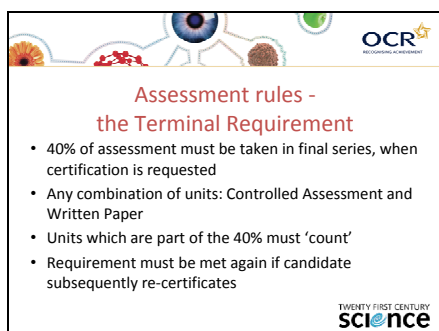 OCR
RECOGNISING ACHIEVEMENT
Assessment rules -
the Terminal Requirement
• 40% of assessment must be taken in final series, when
certification is requested
• Any combination of units: Controlled Assessment and
Written Paper
• Units which are part of the 40% must ‘count’
• Requirement must be met again if candidate
subsequently re-certificates
TWENTY FIRST CENTURY
science